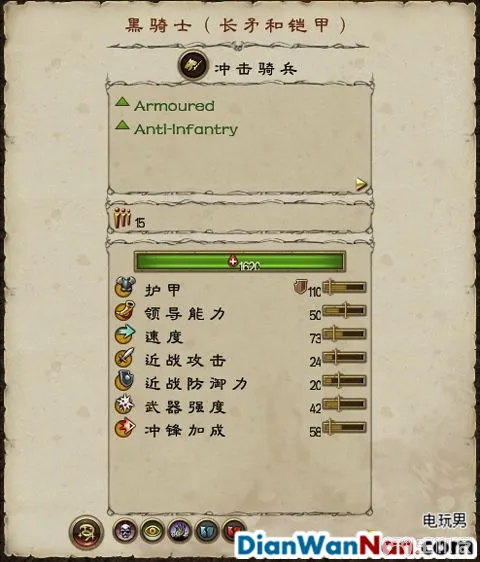 黑骑士（长矛和铠甲）
冲击骑兵
Armoured
Anti-Infantry
15
1620
护甲 110
领导能力 50
速度 73
近战攻击 24
近战防御力 20
武器强度 42
冲锋加成 58
电玩男
DianWanNan.com